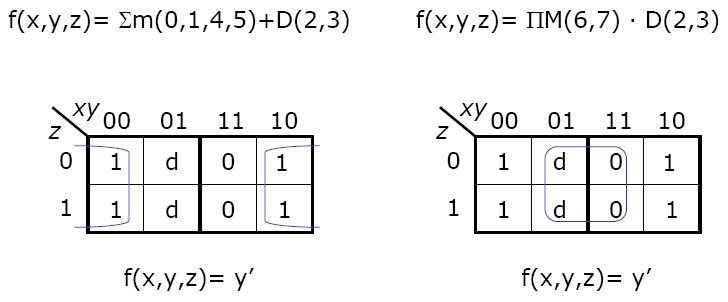 f(x,y,z)= Σm(0,1,4,5)+D(2,3)
xy
z
00 01 11 10
0 1 d 0 1
1 1 d 0 1
f(x,y,z)= y′
f(x,y,z)= ΠM(6,7) · D(2,3)
xy
z
00 01 11 10
0 1 d 0 1
1 1 d 0 1
f(x,y,z)= y′